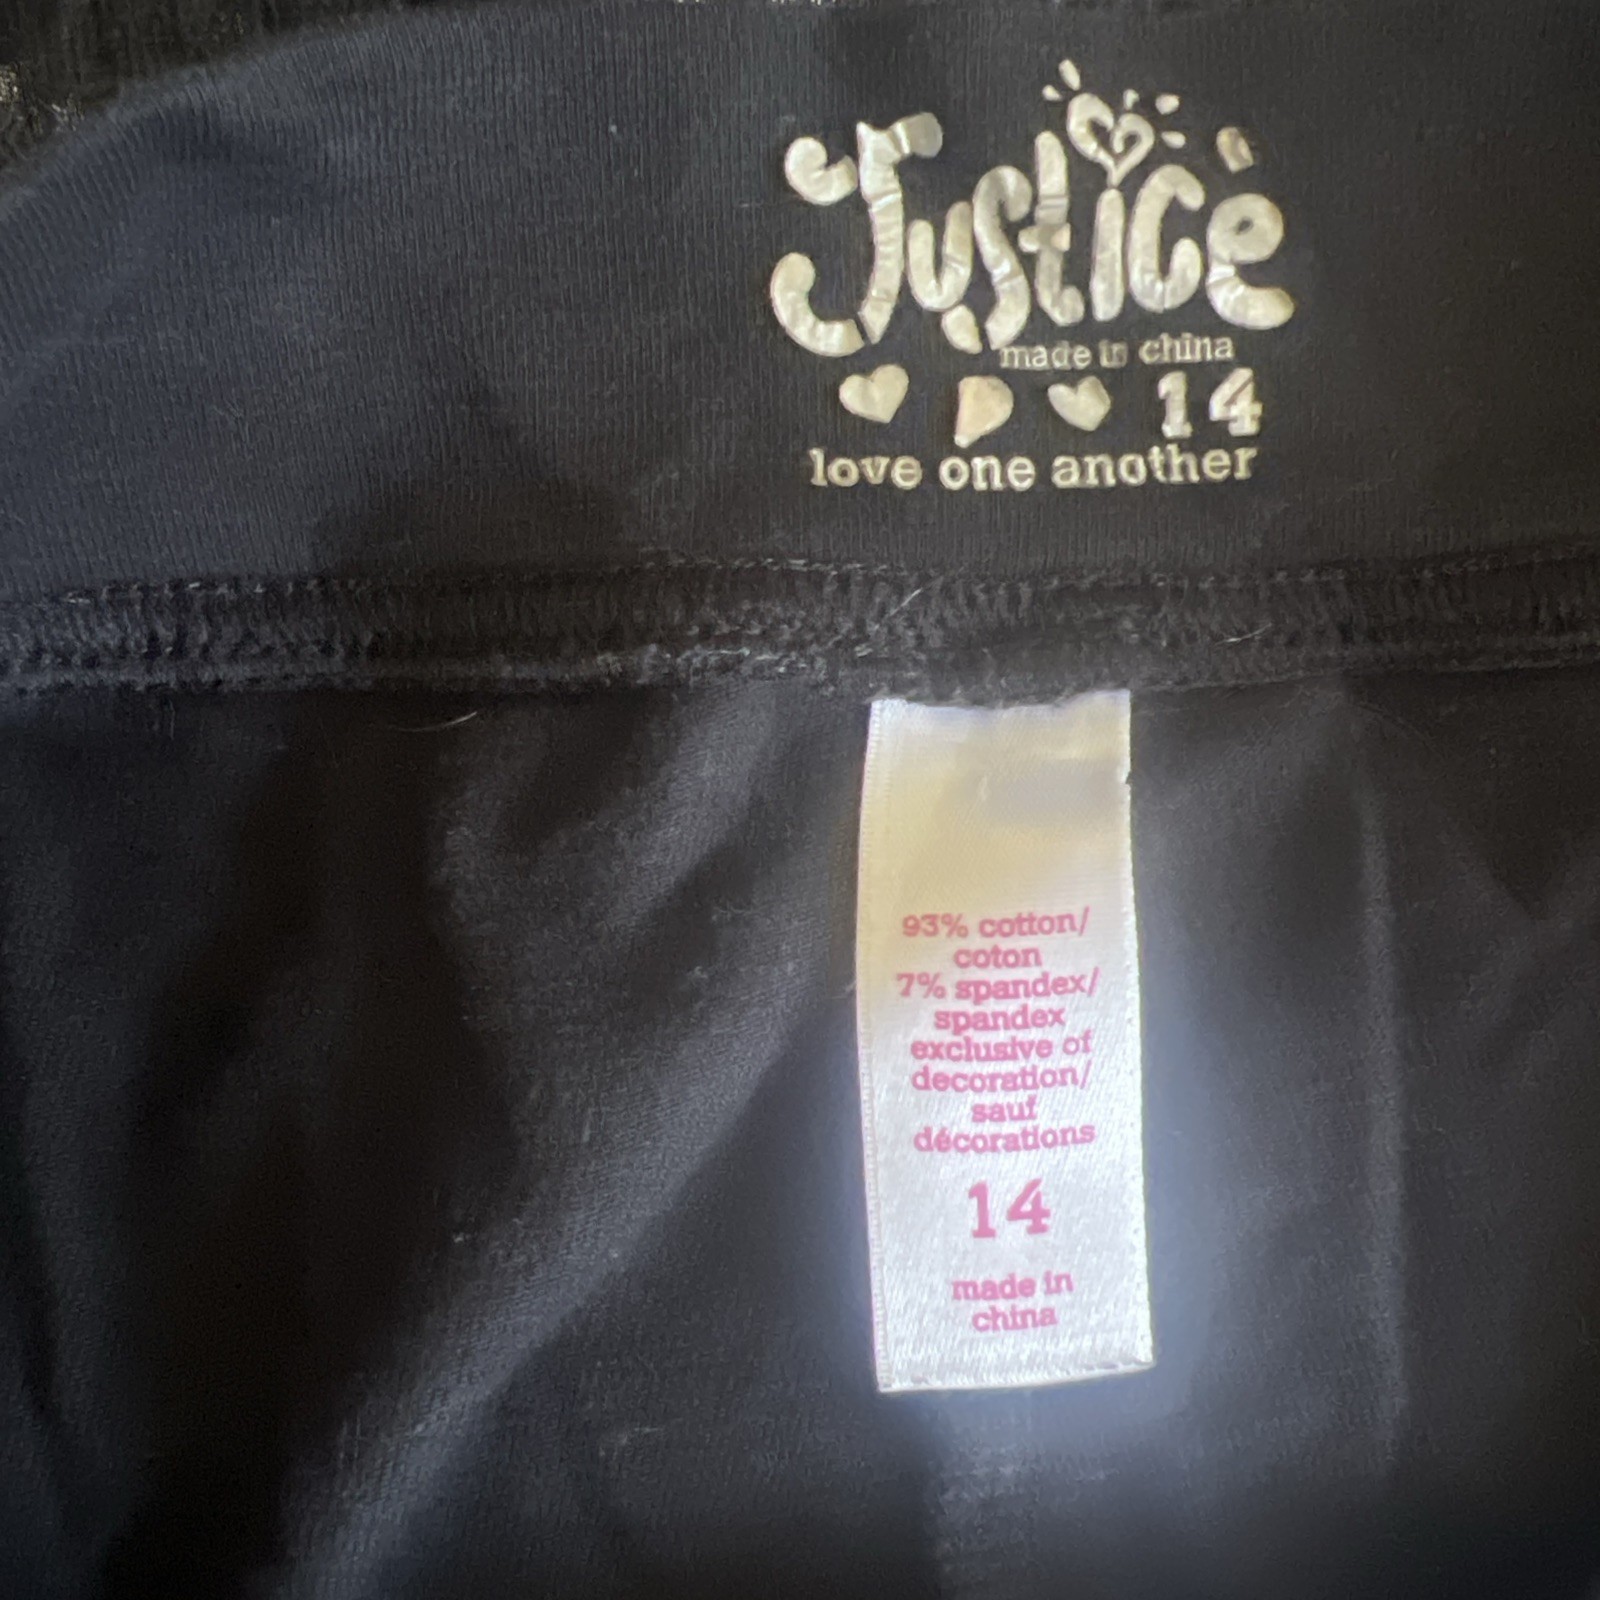 Justice
made in china
14
love one another
93% cotton/
coton
7% spandex/
spandex
exclusive of
decoration/
sauf
décorations
14
made in
china